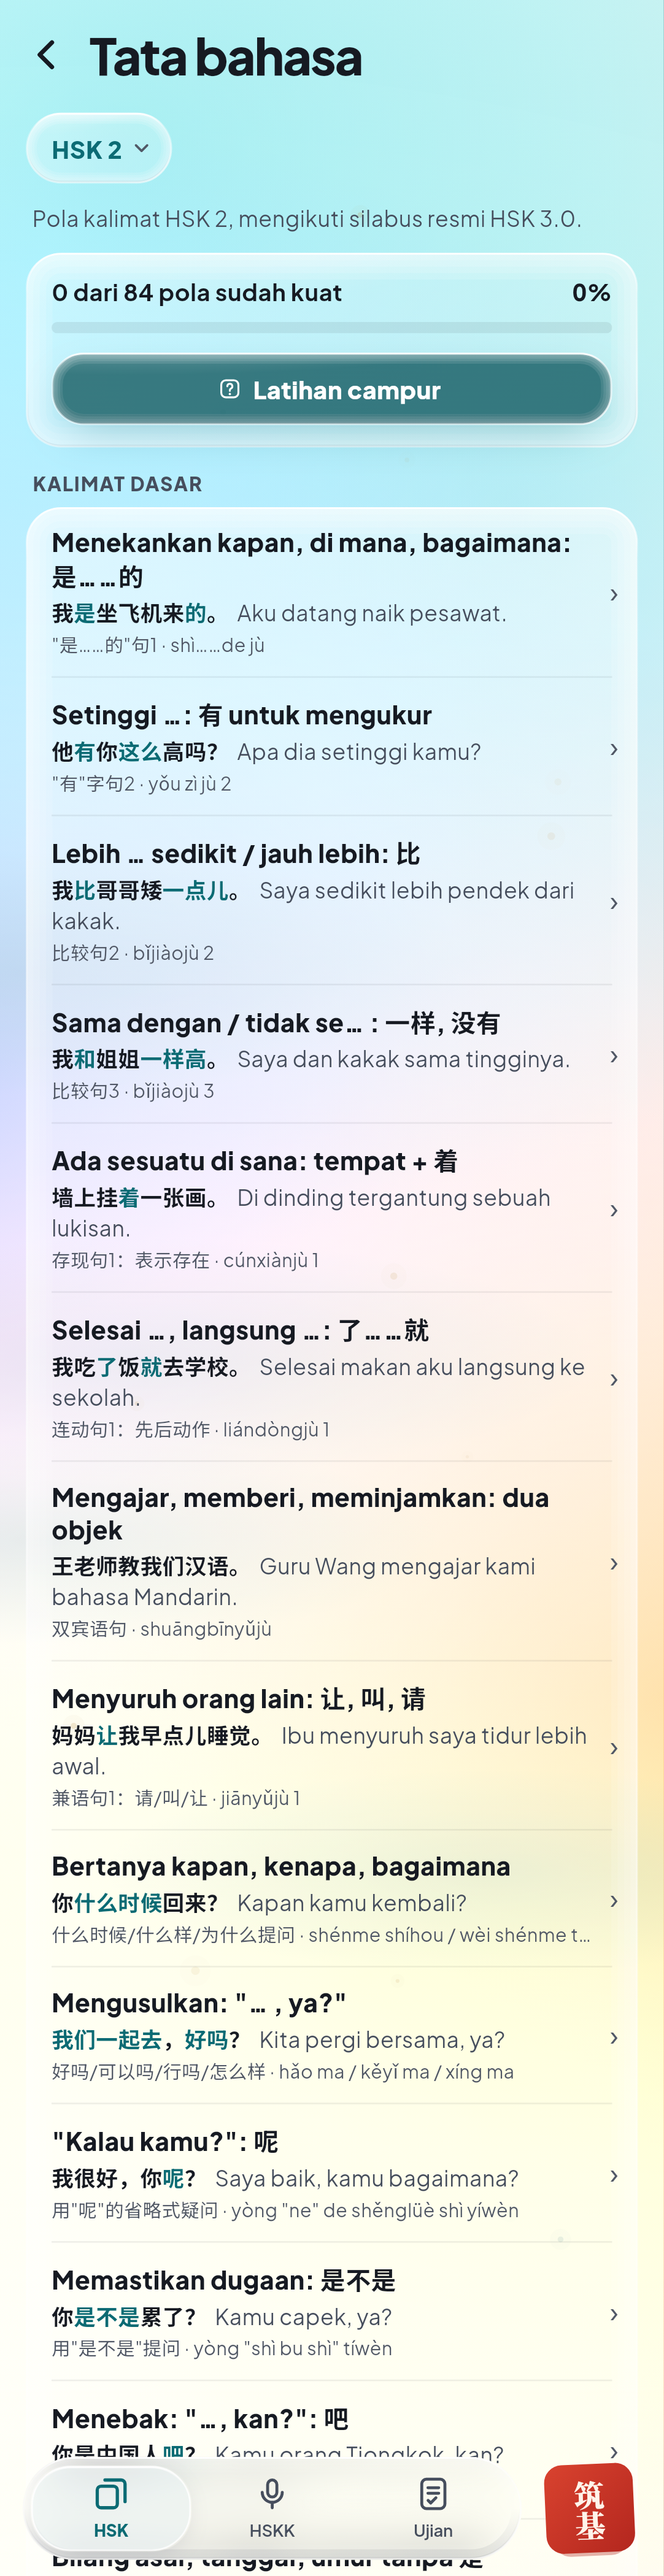 Tata bahasa
HSK 2
Pola kalimat HSK 2, mengikuti silabus resmi HSK 3.0.
0 dari 84 pola sudah kuat 0%
Latihan campur
KALIMAT DASAR
Menekankan kapan, di mana, bagaimana:
是……的
我是坐飞机来的。 Aku datang naik pesawat.
"是……的"句1 · shì……de jù
Setinggi …: 有 untuk mengukur
他有你这么高吗？ Apa dia setinggi kamu?
"有"字句2 · yǒu zì jù 2
Lebih … sedikit / jauh lebih: 比
我比哥哥矮一点儿。 Saya sedikit lebih pendek dari
kakak.
比较句2 · bǐjiàojù 2
Sama dengan / tidak se… : 一样, 没有
我和姐姐一样高。 Saya dan kakak sama tingginya.
比较句3 · bǐjiàojù 3
Ada sesuatu di sana: tempat + 着
墙上挂着一张画。 Di dinding tergantung sebuah
lukisan.
存现句1：表示存在 · cúnxiànjù 1
Selesai …, langsung …: 了……就
我吃了饭就去学校。 Selesai makan aku langsung ke
sekolah.
连动句1：先后动作 · liándòngjù 1
Mengajar, memberi, meminjamkan: dua
objek
王老师教我们汉语。 Guru Wang mengajar kami
bahasa Mandarin.
双宾语句 · shuāngbīnyǔjù
Menyuruh orang lain: 让, 叫, 请
妈妈让我早点儿睡觉。 Ibu menyuruh saya tidur lebih
awal.
兼语句1：请/叫/让 · jiānyǔjù 1
Bertanya kapan, kenapa, bagaimana
你什么时候回来？ Kapan kamu kembali?
什么时候/什么样/为什么提问 · shénme shíhou / wèi shénme t…
Mengusulkan: "… , ya?"
我们一起去，好吗？ Kita pergi bersama, ya?
好吗/可以吗/行吗/怎么样 · hǎo ma / kěyǐ ma / xíng ma
"Kalau kamu?": 呢
我很好，你呢？ Saya baik, kamu bagaimana?
用"呢"的省略式疑问 · yòng "ne" de shěnglüè shì yíwèn
Memastikan dugaan: 是不是
你是不是累了？ Kamu capek, ya?
用"是不是"提问 · yòng "shì bu shì" tíwèn
Menebak: "…, kan?": 吧
你是中国人吧？ Kamu orang Tiongkok, kan?
HSK
HSKK
Ujian
筑
基
Bilang asar, tanggal, umur tanpa 是